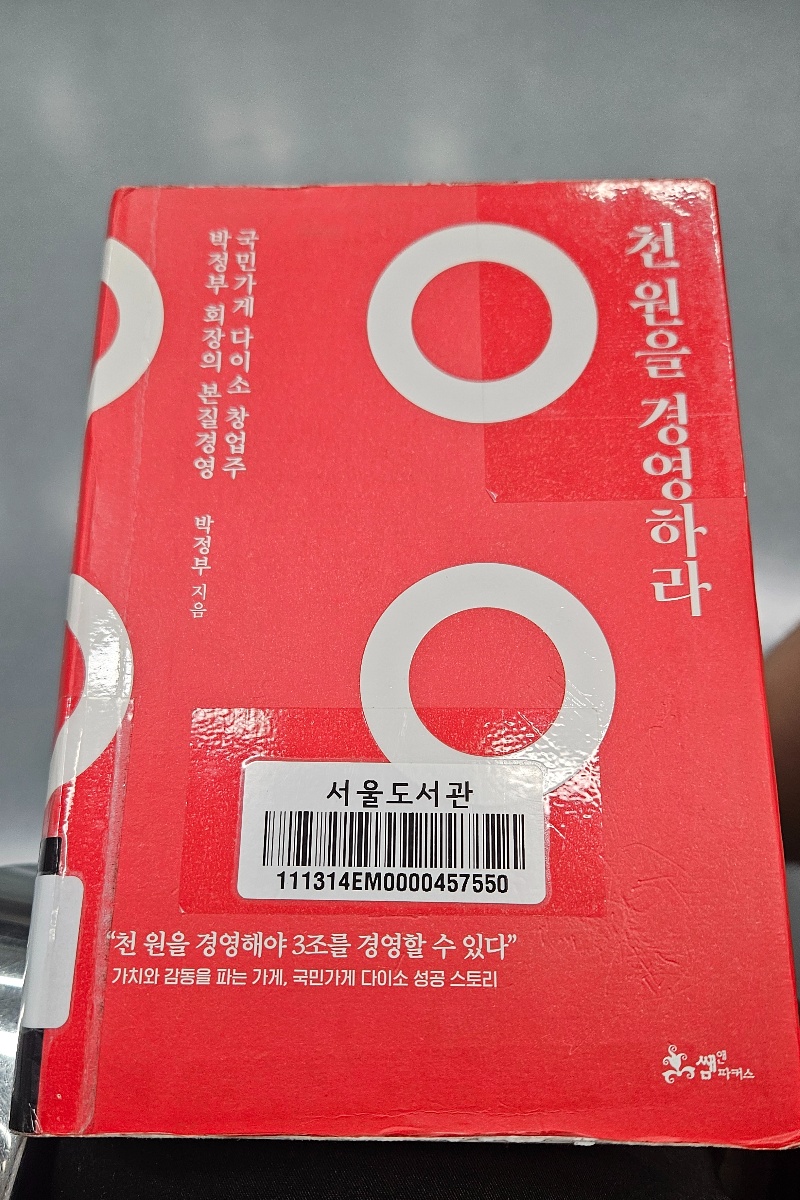 천 원을 경영하라
국민가게 다이소 창업주
박정부 회장의 본질경영
박정부 지음
서울도서관
111314EM0000457550
“천 원을 경영해야 3조를 경영할 수 있다”
가치와 감동을 파는 가게, 국민가게 다이소 성공 스토리
쌤앤파커스